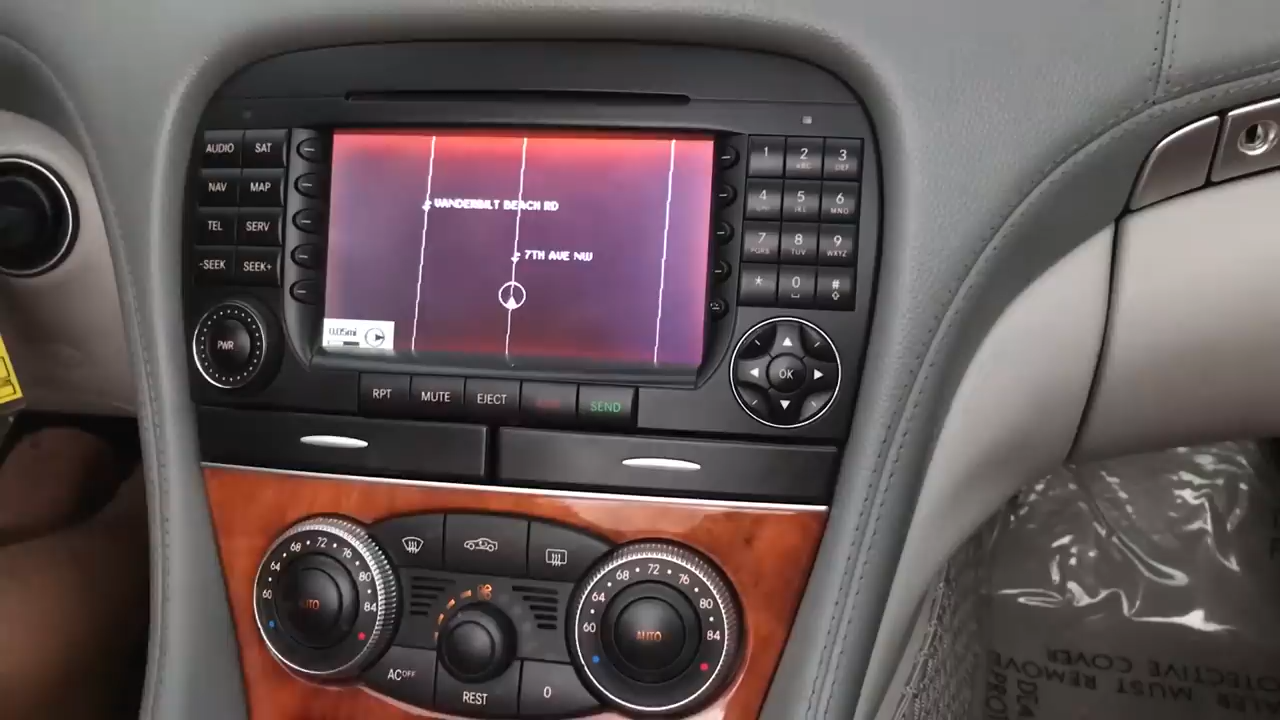 AUDIO SAT
NAV MAP
TEL SERV
-SEEK SEEK+
PWR
VANDERBILT BEACH RD
7TH AVE NW
0.05mi
1 2 ABC 3 DEF
4 GHI 5 JKL 6 MNO
7 PQRS 8 TUV 9 WXYZ
* 0 #
OK
RPT MUTE EJECT SEND
60 64 68 72 76 80 84
AUTO
60 64 68 72 76 80 84
AUTO
AC OFF
REST
0
DEALER MUST REMOVE
PROTECTIVE COVER